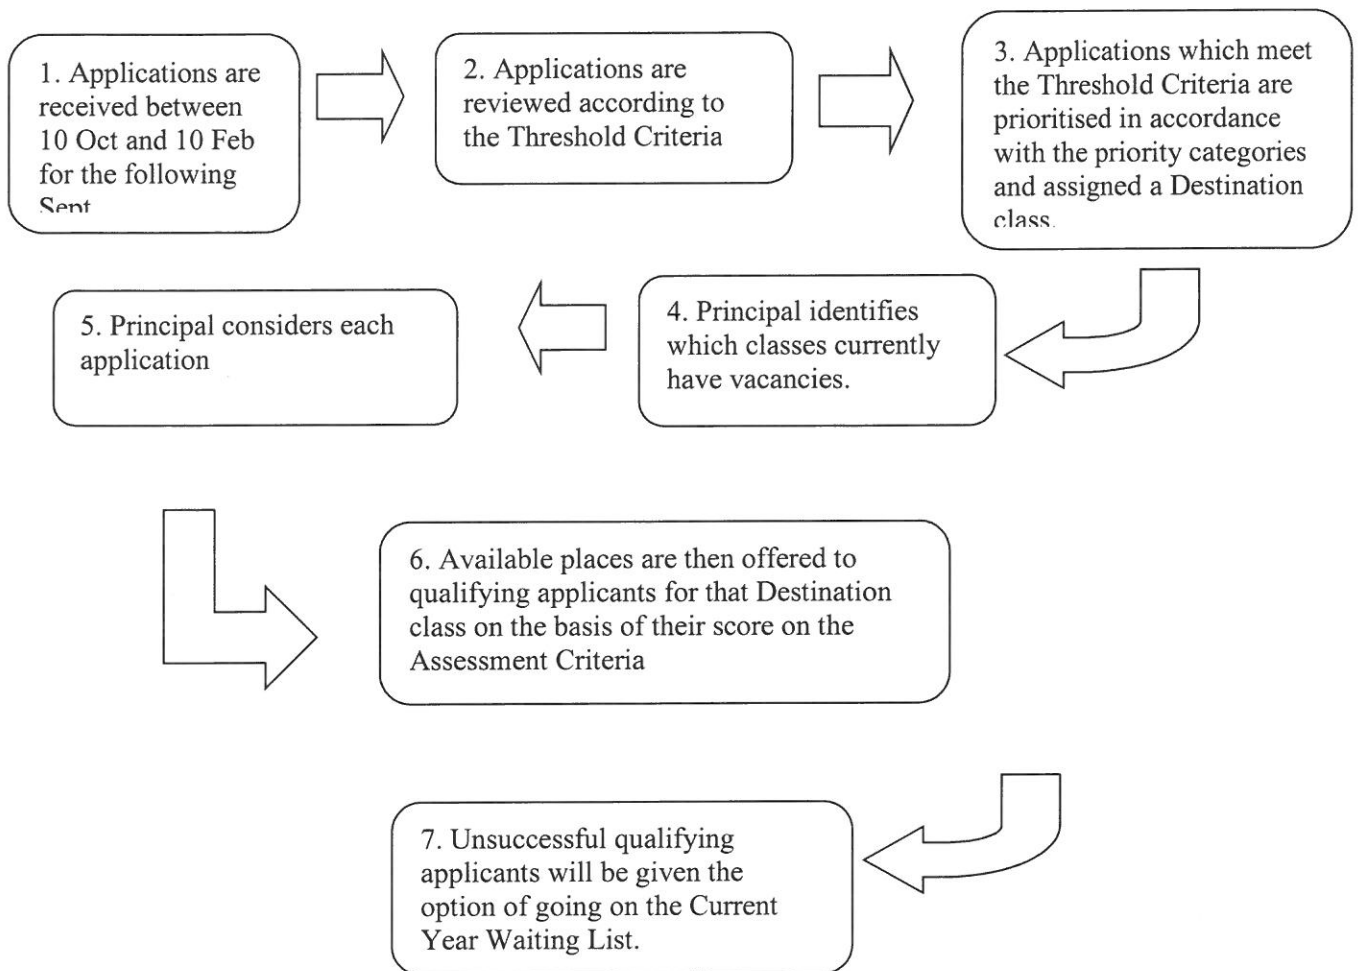 1. Applications are
received between
10 Oct and 10 Feb
for the following
Sept
2. Applications are
reviewed according to
the Threshold Criteria
3. Applications which meet
the Threshold Criteria are
prioritised in accordance
with the priority categories
and assigned a Destination
class.
4. Principal identifies
which classes currently
have vacancies.
5. Principal considers each
application
6. Available places are then offered to
qualifying applicants for that Destination
class on the basis of their score on the
Assessment Criteria
7. Unsuccessful qualifying
applicants will be given the
option of going on the Current
Year Waiting List.